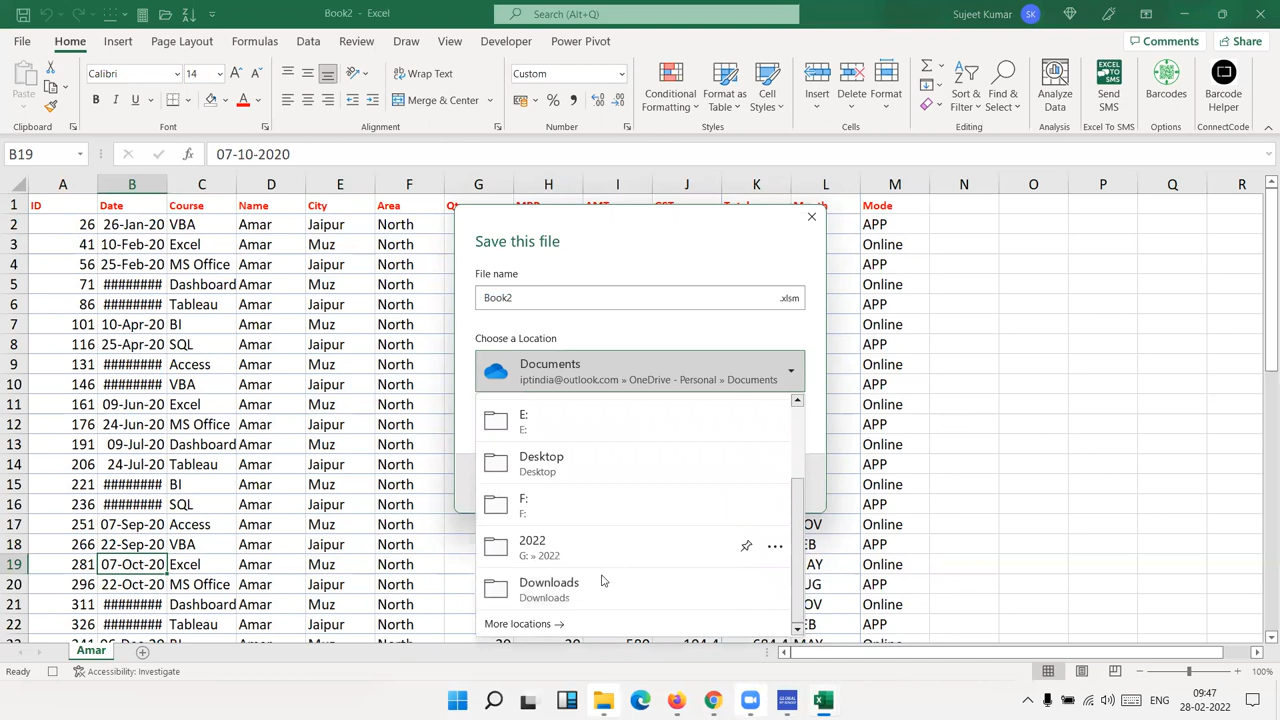 Book2 - Excel
Search (Alt+Q)
Sujeet Kumar
SK
File Home Insert Page Layout Formulas Data Review Draw View Developer Power Pivot
Comments Share
Paste
Calibri 14
Wrap Text
Custom
Merge & Center
Conditional Formatting
Format as Table
Cell Styles
Insert
Delete
Format
Sort & Filter
Find & Select
Analyze Data
Send SMS
Barcodes
Barcode Helper
Clipboard Font Alignment Number Styles Cells Editing Analysis Excel To SMS Options ConnectCode
B19 07-10-2020
A B C D E F G H I J K L M N O P Q R
1 ID Date Course Name City Area
Mode
2 26 26-Jan-20 VBA Amar Jaipur North APP
3 41 10-Feb-20 Excel Amar Muz North Online
4 56 25-Feb-20 MS Office Amar Jaipur North APP
5 71 ######## Dashboard Amar Muz North Online
6 86 ######## Tableau Amar Jaipur North APP
7 101 10-Apr-20 BI Amar Muz North Online
8 116 25-Apr-20 SQL Amar Jaipur North APP
9 131 ######## Access Amar Muz North Online
10 146 ######## VBA Amar Jaipur North APP
11 161 09-Jun-20 Excel Amar Muz North Online
12 176 24-Jun-20 MS Office Amar Jaipur North APP
13 191 09-Jul-20 Dashboard Amar Muz North Online
14 206 24-Jul-20 Tableau Amar Jaipur North APP
15 221 ######## BI Amar Muz North Online
16 236 ######## SQL Amar Jaipur North APP
17 251 07-Sep-20 Access Amar Muz North OV Online
18 266 22-Sep-20 VBA Amar Jaipur North EB APP
19 281 07-Oct-20 Excel Amar Muz North AY Online
20 296 22-Oct-20 MS Office Amar Jaipur North UG APP
21 311 ######## Dashboard Amar Muz North OV Online
22 326 ######## Tableau Amar Jaipur North EB APP
Save this file
File name
Book2 .xlsm
Choose a Location
Documents
iptindia@outlook.com » OneDrive - Personal » Documents
E:
E:
Desktop
Desktop
F:
F:
2022
G: » 2022
Downloads
Downloads
More locations →
Amar
Ready Accessibility: Investigate 100%
ENG
09:47
28-02-2022